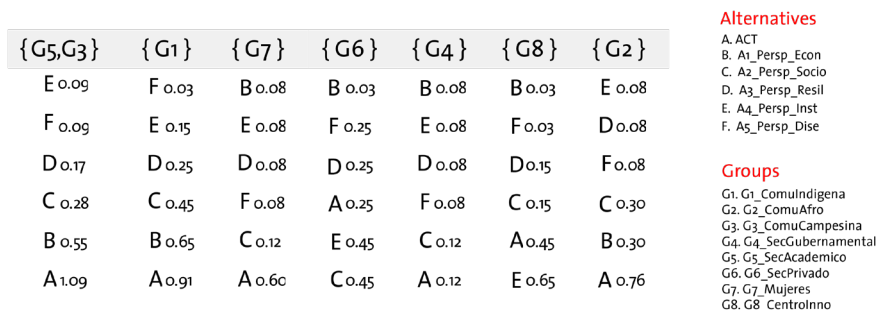 {G5,G3} {G1} {G7} {G6} {G4} {G8} {G2}
E 0.09 F 0.03 B 0.08 B 0.03 B 0.08 B 0.03 E 0.08
F 0.09 E 0.15 E 0.08 F 0.25 E 0.08 F 0.03 D 0.08
D 0.17 D 0.25 D 0.08 D 0.25 D 0.08 D 0.15 F 0.08
C 0.28 C 0.45 F 0.08 A 0.25 F 0.08 C 0.15 C 0.30
B 0.55 B 0.65 C 0.12 E 0.45 C 0.12 A 0.45 B 0.30
A 1.09 A 0.91 A 0.60 C 0.45 A 0.12 E 0.65 A 0.76
Alternatives
A. ACT
B. A1_Persp_Econ
C. A2_Persp_Socio
D. A3_Persp_Resil
E. A4_Persp_Inst
F. A5_Persp_Dise
Groups
G1. G1_ComuIndigena
G2. G2_ComuAfro
G3. G3_ComuCampesina
G4. G4_SecGubernamental
G5. G5_SecAcademico
G6. G6_SecPrivado
G7. G7_Mujeres
G8. G8_CentroInno